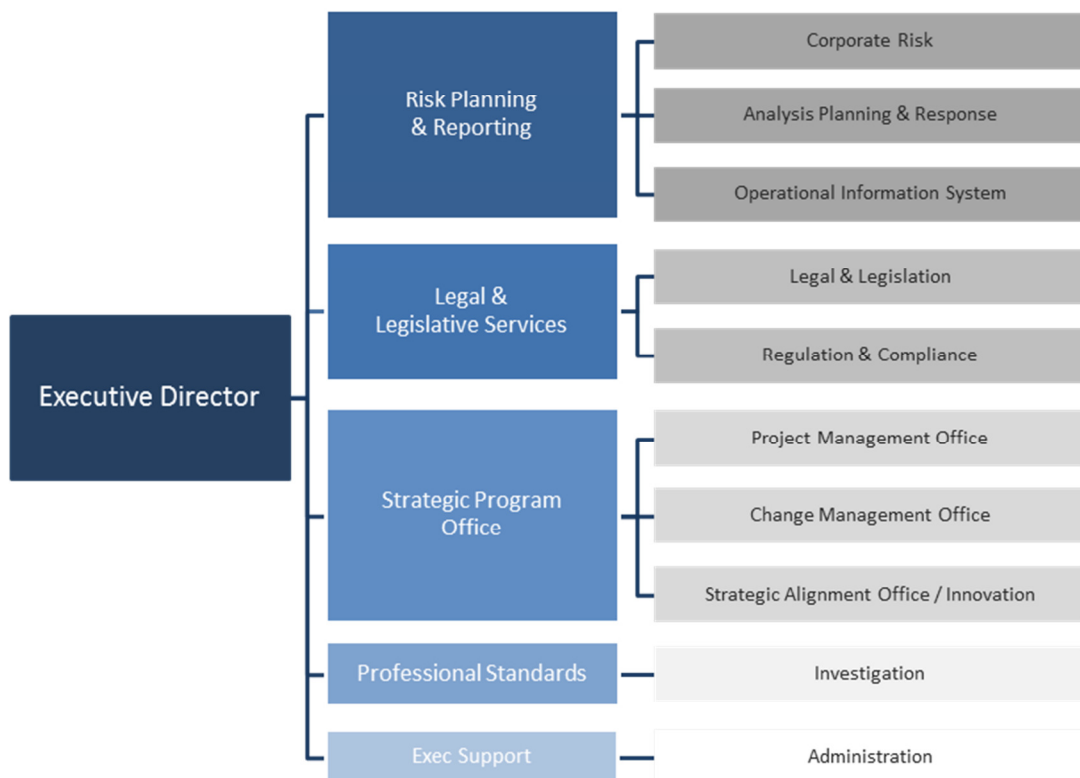 Executive Director
Risk Planning
& Reporting
Corporate Risk
Analysis Planning & Response
Operational Information System
Legal &
Legislative Services
Legal & Legislation
Regulation & Compliance
Strategic Program
Office
Project Management Office
Change Management Office
Strategic Alignment Office / Innovation
Professional Standards
Investigation
Exec Support
Administration